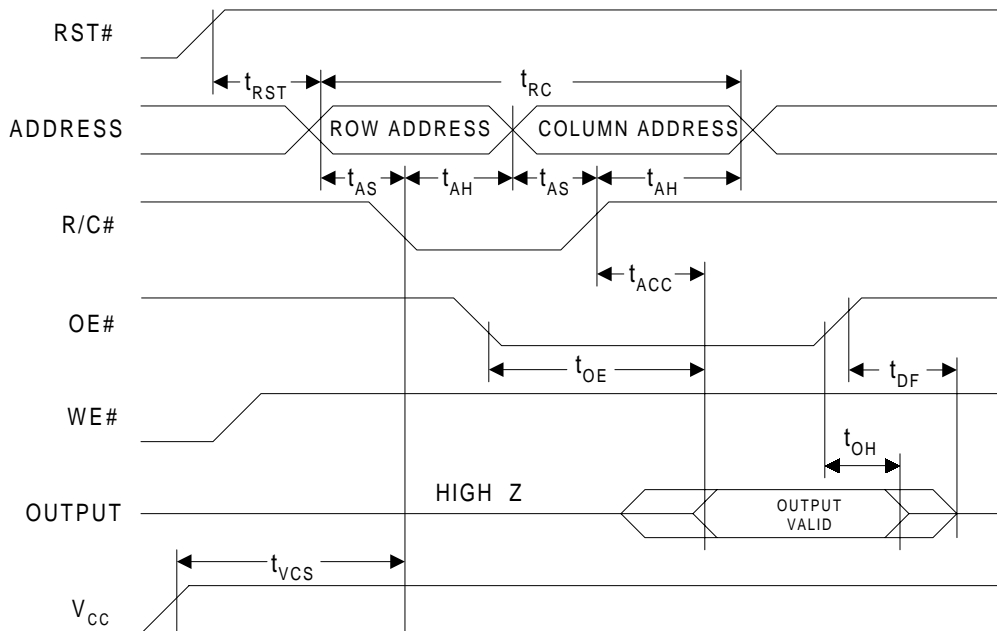 RST#
tRST
tRC
ADDRESS
ROW ADDRESS
COLUMN ADDRESS
tAS
tAH
tAS
tAH
R/C#
tACC
OE#
tOE
tDF
WE#
tOH
HIGH Z
OUTPUT
OUTPUT
VALID
tVCS
VCC